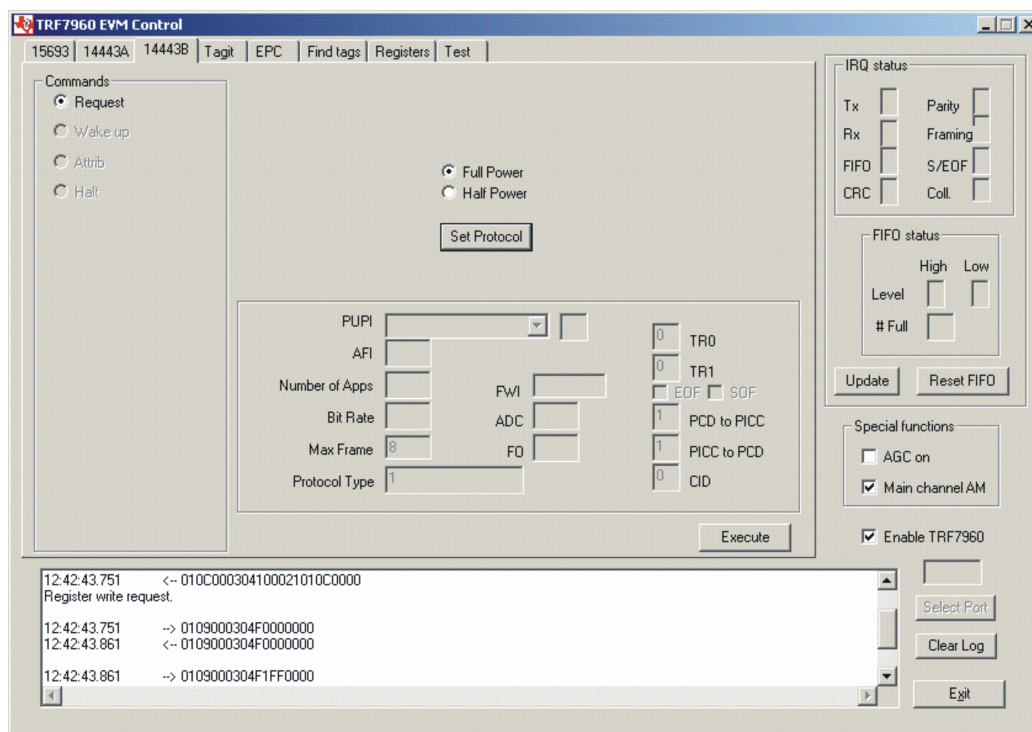 TRF7960 EVM Control
15693 14443A 14443B Tagit EPC Find tags Registers Test
Commands
Request
Wake up
Attrib
Halt
Full Power
Half Power
Set Protocol
PUPI
AFI
Number of Apps
Bit Rate
Max Frame 8
Protocol Type 1
FWI
ADC
FO
0 TR0
0 TR1
EOF SOF
1 PCD to PICC
1 PICC to PCD
0 CID
Execute
IRQ status
Tx Parity
Rx Framing
FIFO S/EOF
CRC Coll.
FIFO status
High Low
Level
# Full
Update Reset FIFO
Special functions
AGC on
Main channel AM
Enable TRF7960
Select Port
Clear Log
Exit
12:42:43.751 <-- 010C000304100021010C0000
Register write request.
12:42:43.751 --> 0109000304F0000000
12:42:43.861 <-- 0109000304F0000000
12:42:43.861 --> 0109000304F1FF0000